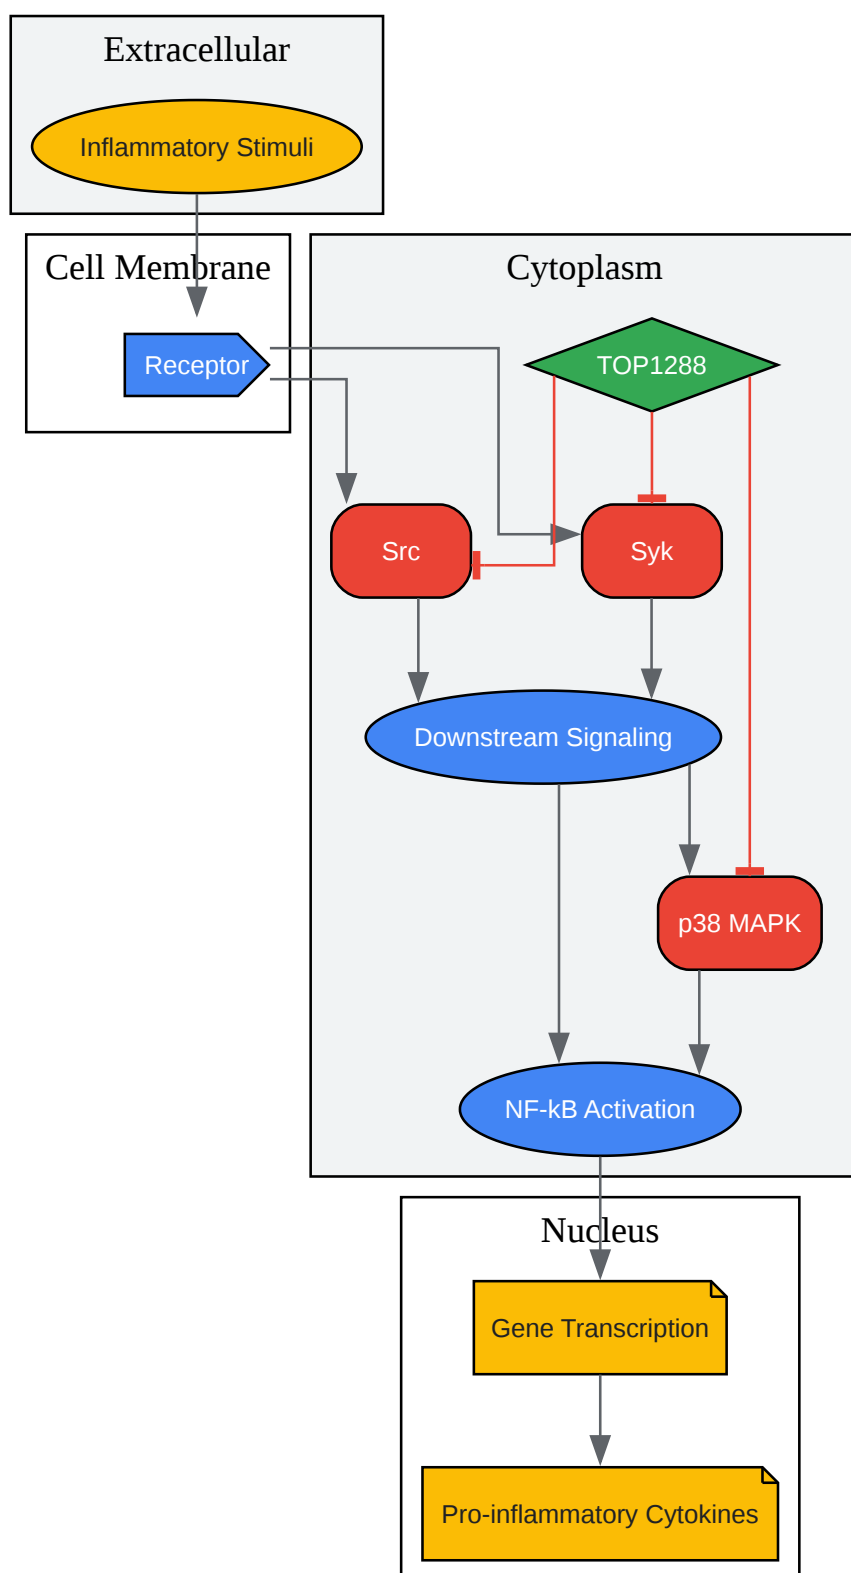 Extracellular
Inflammatory Stimuli
Cell Membrane
Cytoplasm
Receptor
TOP1288
Src
Syk
Downstream Signaling
p38 MAPK
NF-kB Activation
Nucleus
Gene Transcription
Pro-inflammatory Cytokines